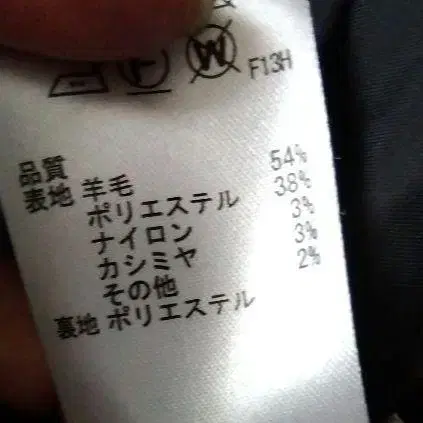 F W F13H
品質
表地 羊毛 54%
ポリエステル 38%
ナイロン 3%
カシミヤ 3%
その他 2%
裏地 ポリエステル